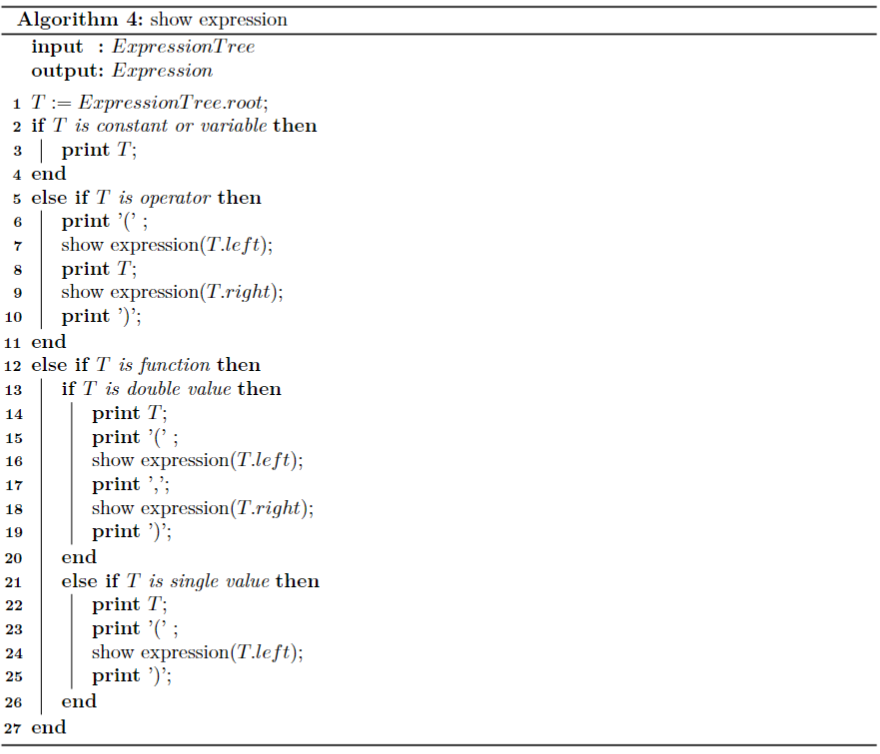 Algorithm 4: show expression
input : ExpressionTree
output: Expression
1 T := ExpressionTree.root;
2 if T is constant or variable then
3 print T;
4 end
5 else if T is operator then
6 print ’(’ ;
7 show expression(T.left);
8 print T;
9 show expression(T.right);
10 print ’)’;
11 end
12 else if T is function then
13 if T is double value then
14 print T;
15 print ’(’ ;
16 show expression(T.left);
17 print ’,’;
18 show expression(T.right);
19 print ’)’;
20 end
21 else if T is single value then
22 print T;
23 print ’(’ ;
24 show expression(T.left);
25 print ’)’;
26 end
27 end